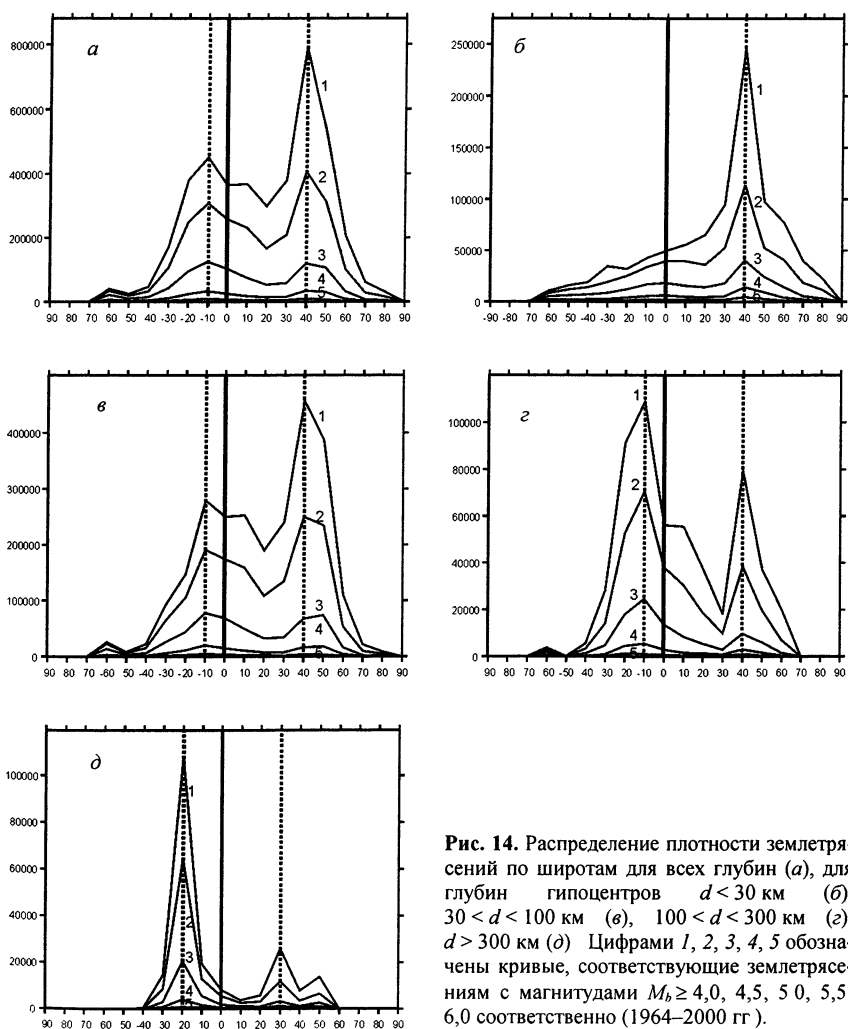 а
800000
600000
400000
200000
0
1
2
3
4
5
90 80 70 -60 50 40 -30 -20 -10 0 10 20 30 40 50 60 70 80 90
б
250000
200000
150000
100000
50000
0
1
2
3
4
5
-90 -80 70 60 -50 -40 -30 -20 -10 0 10 20 30 40 50 60 70 80 90
в
400000
300000
200000
100000
0
1
2
3
4
5
90 80 70 -60 50 40 -30 -20 -10 0 10 20 30 40 50 60 70 80 90
г
100000
80000
60000
40000
20000
0
1
2
3
4
5
90 80 70 -60 -50 40 -30 -20 -10 0 10 20 30 40 50 60 70 80 90
д
100000
80000
60000
40000
20000
0
1
2
3
4
90 80 70 -60 50 -40 -30 -20 -10 0 10 20 30 40 50 60 70 80 90
Рис. 14. Распределение плотности землетря-
сений по широтам для всех глубин (а), для
глубин гипоцентров d < 30 км (б)
30 < d < 100 км (в), 100 < d < 300 км (г)
d > 300 км (д) Цифрами 1, 2, 3, 4, 5 обозна-
чены кривые, соответствующие землетрясе-
ниям с магнитудами Mb ≥ 4,0, 4,5, 5 0, 5,5
6,0 соответственно (1964–2000 гг ).